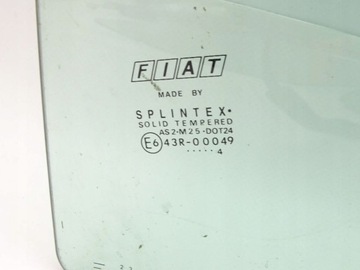 FIAT
MADE BY
SPLINTEX•
SOLID TEMPERED
AS2-M25-DOT24
E6 43R-00049
.....
4